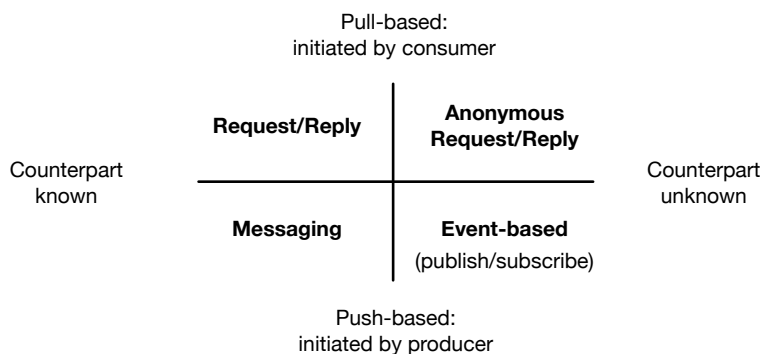 Pull-based:
initiated by consumer
Request/Reply
Anonymous
Request/Reply
Counterpart
known
Counterpart
unknown
Messaging
Event-based
(publish/subscribe)
Push-based:
initiated by producer